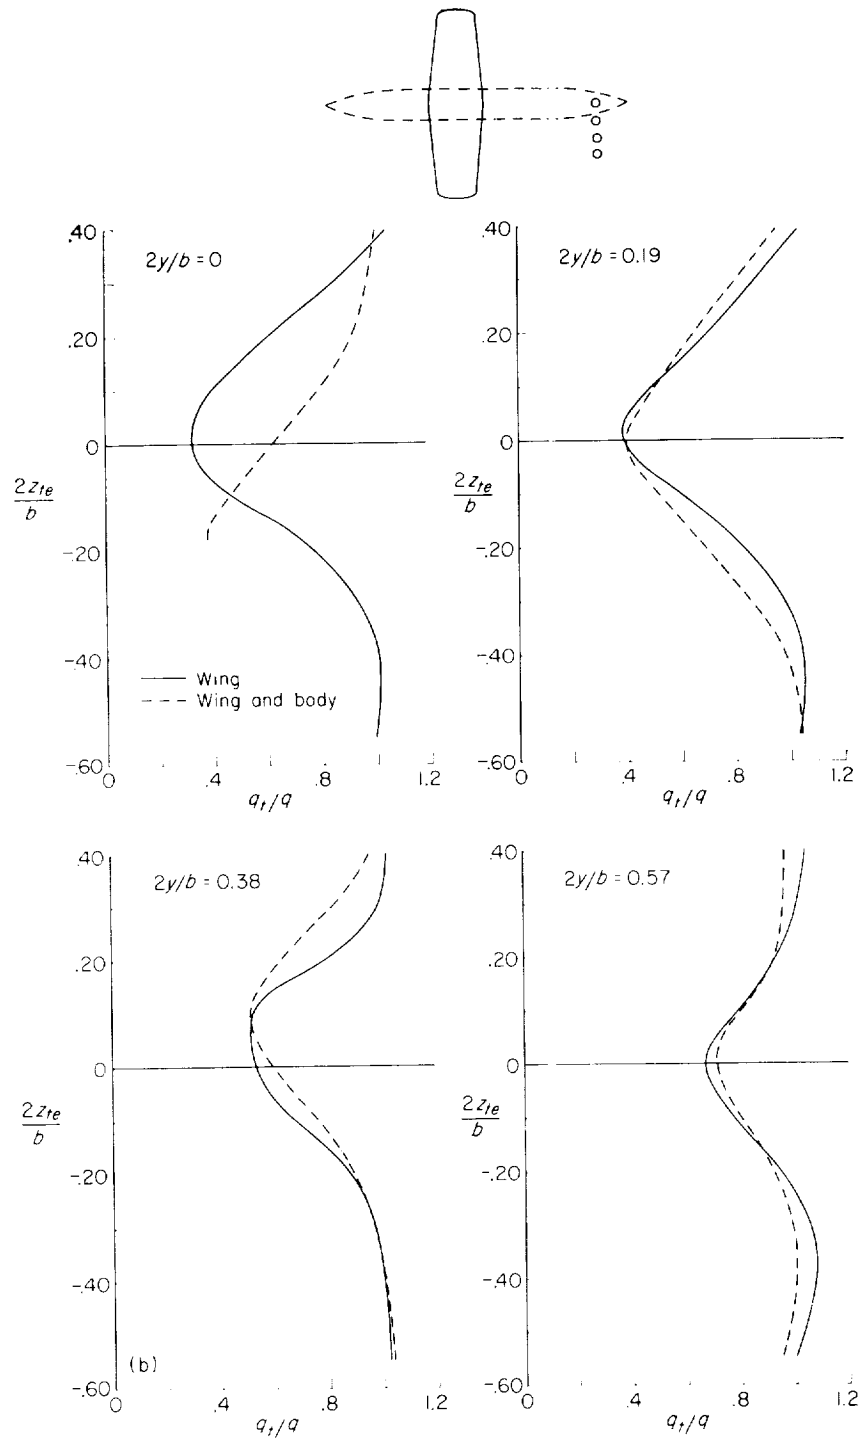 2y/b = 0
2y/b = 0.19
.40
.20
0
-.20
-.40
-.60
2z_te/b
Wing
Wing and body
0 .4 .8 1.2
q_t/q
.40
.20
0
-.20
-.40
-.60
2z_te/b
0 .4 .8 1.2
q_t/q
2y/b = 0.38
2y/b = 0.57
.40
.20
0
-.20
-.40
-.60
2z_te/b
(b)
0 .4 .8 1.2
q_t/q
.40
.20
0
-.20
-.40
-.60
2z_te/b
0 .4 .8 1.2
q_t/q